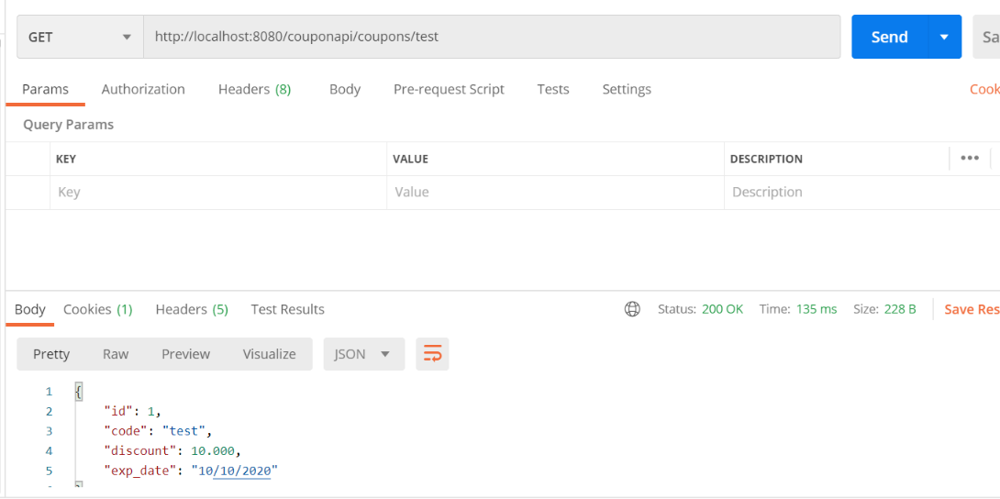 GET http://localhost:8080/couponapi/coupons/test Send Sa
Params Authorization Headers (8) Body Pre-request Script Tests Settings Cook
Query Params
KEY VALUE DESCRIPTION •••
Key Value Description
Body Cookies (1) Headers (5) Test Results Status: 200 OK Time: 135 ms Size: 228 B Save Res
Pretty Raw Preview Visualize JSON
1 {
2 "id": 1,
3 "code": "test",
4 "discount": 10.000,
5 "exp_date": "10/10/2020"